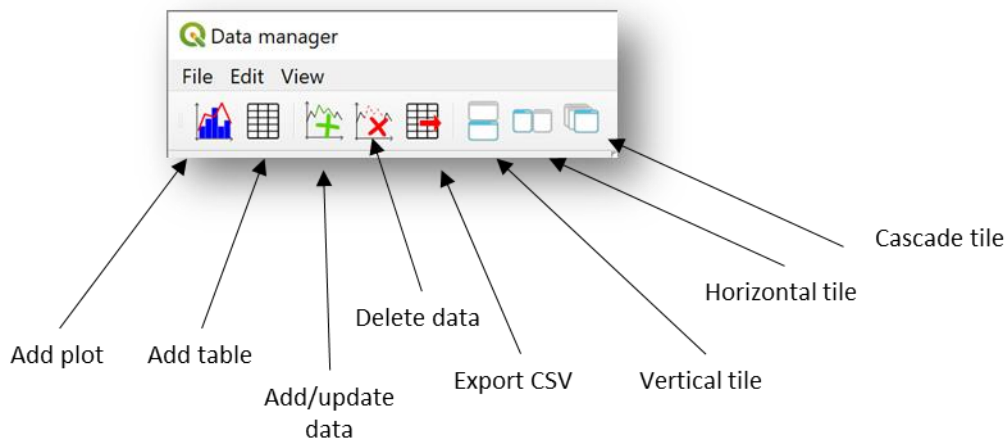 Data manager
File Edit View
Cascade tile
Horizontal tile
Delete data
Add plot
Add table
Export CSV
Vertical tile
Add/update
data